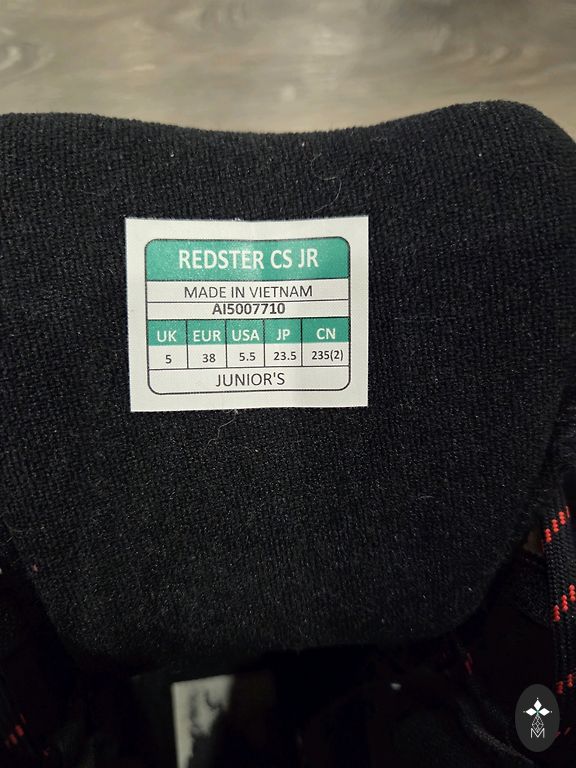 REDSTER CS JR
MADE IN VIETNAM
AI5007710
UK EUR USA JP CN
5 38 5.5 23.5 235(2)
JUNIOR'S
M